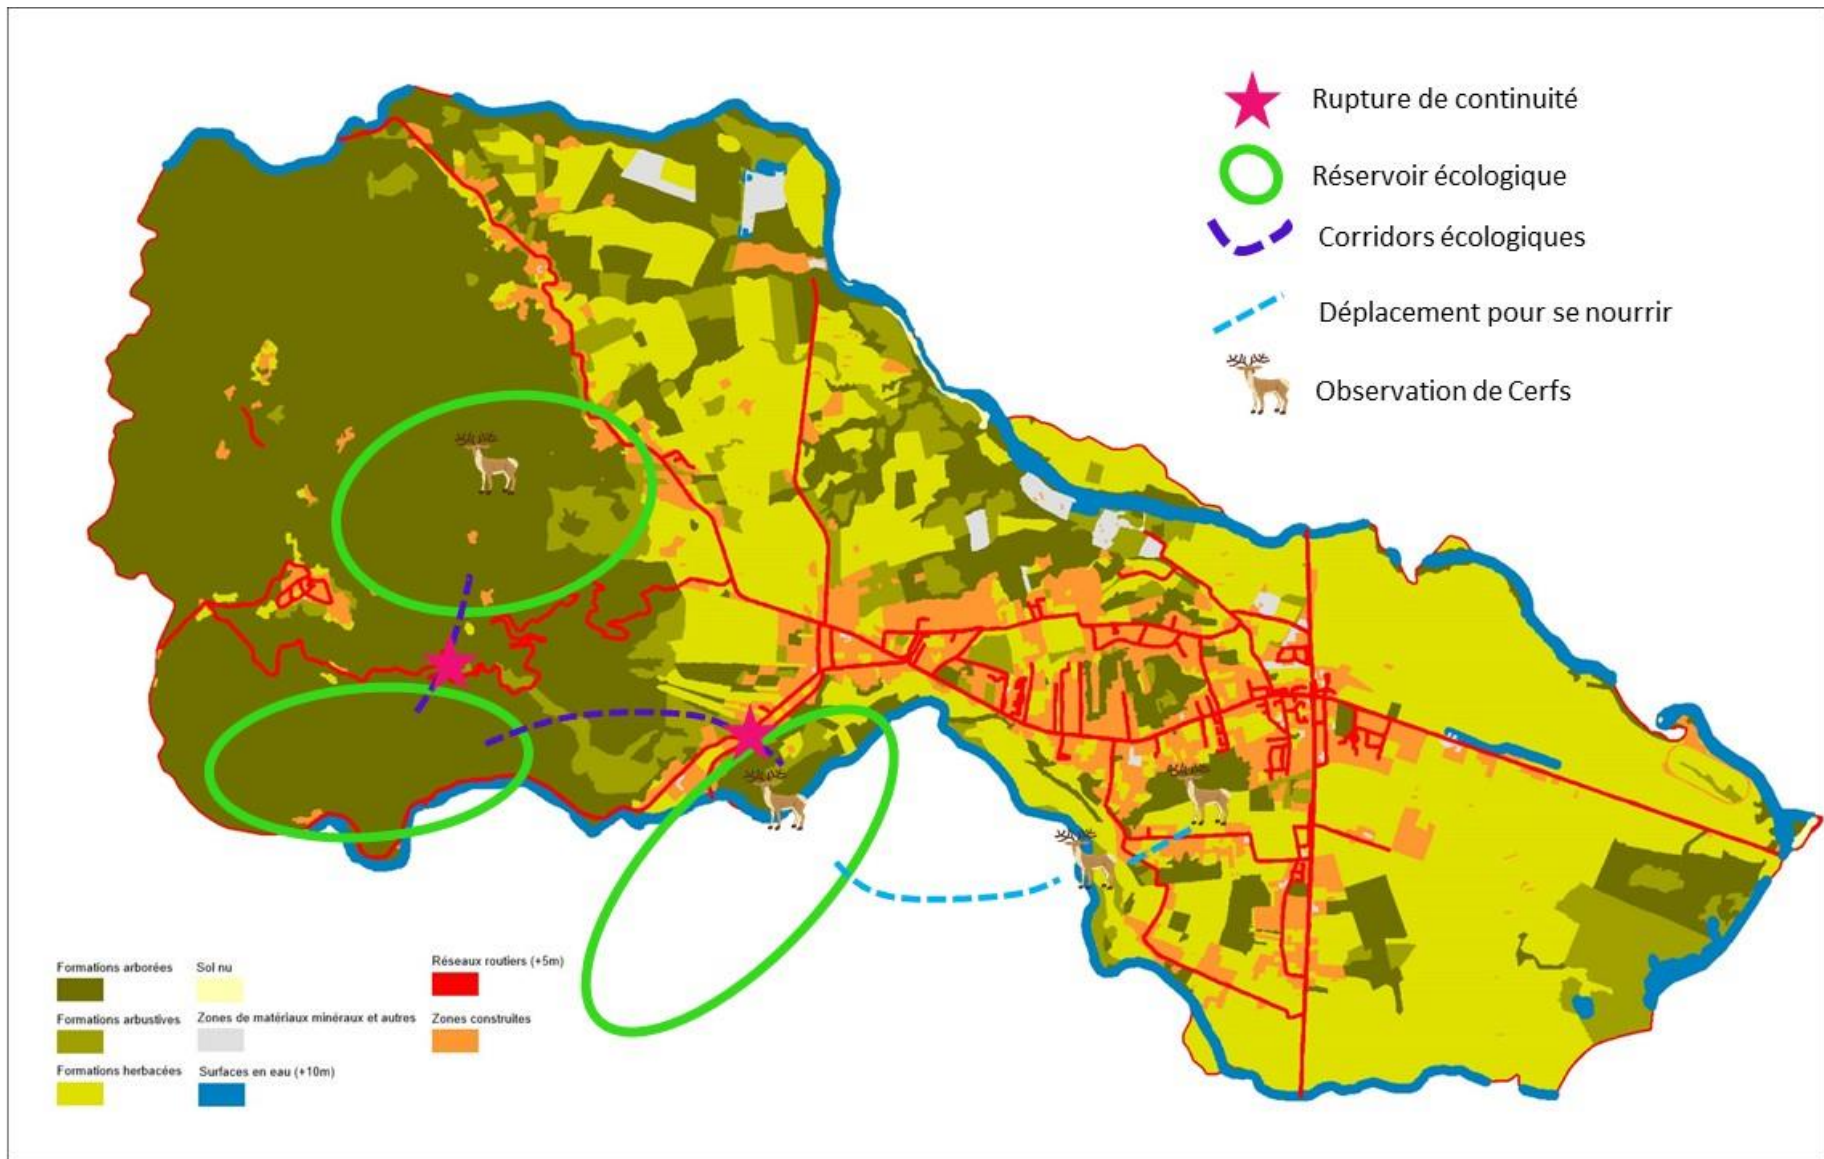 Rupture de continuité
Réservoir écologique
Corridors écologiques
Déplacement pour se nourrir
Observation de Cerfs
Formations arborées
Sol nu
Réseaux routiers (+5m)
Formations arbustives
Zones de matériaux minéraux et autres
Zones construites
Formations herbacées
Surfaces en eau (+10m)